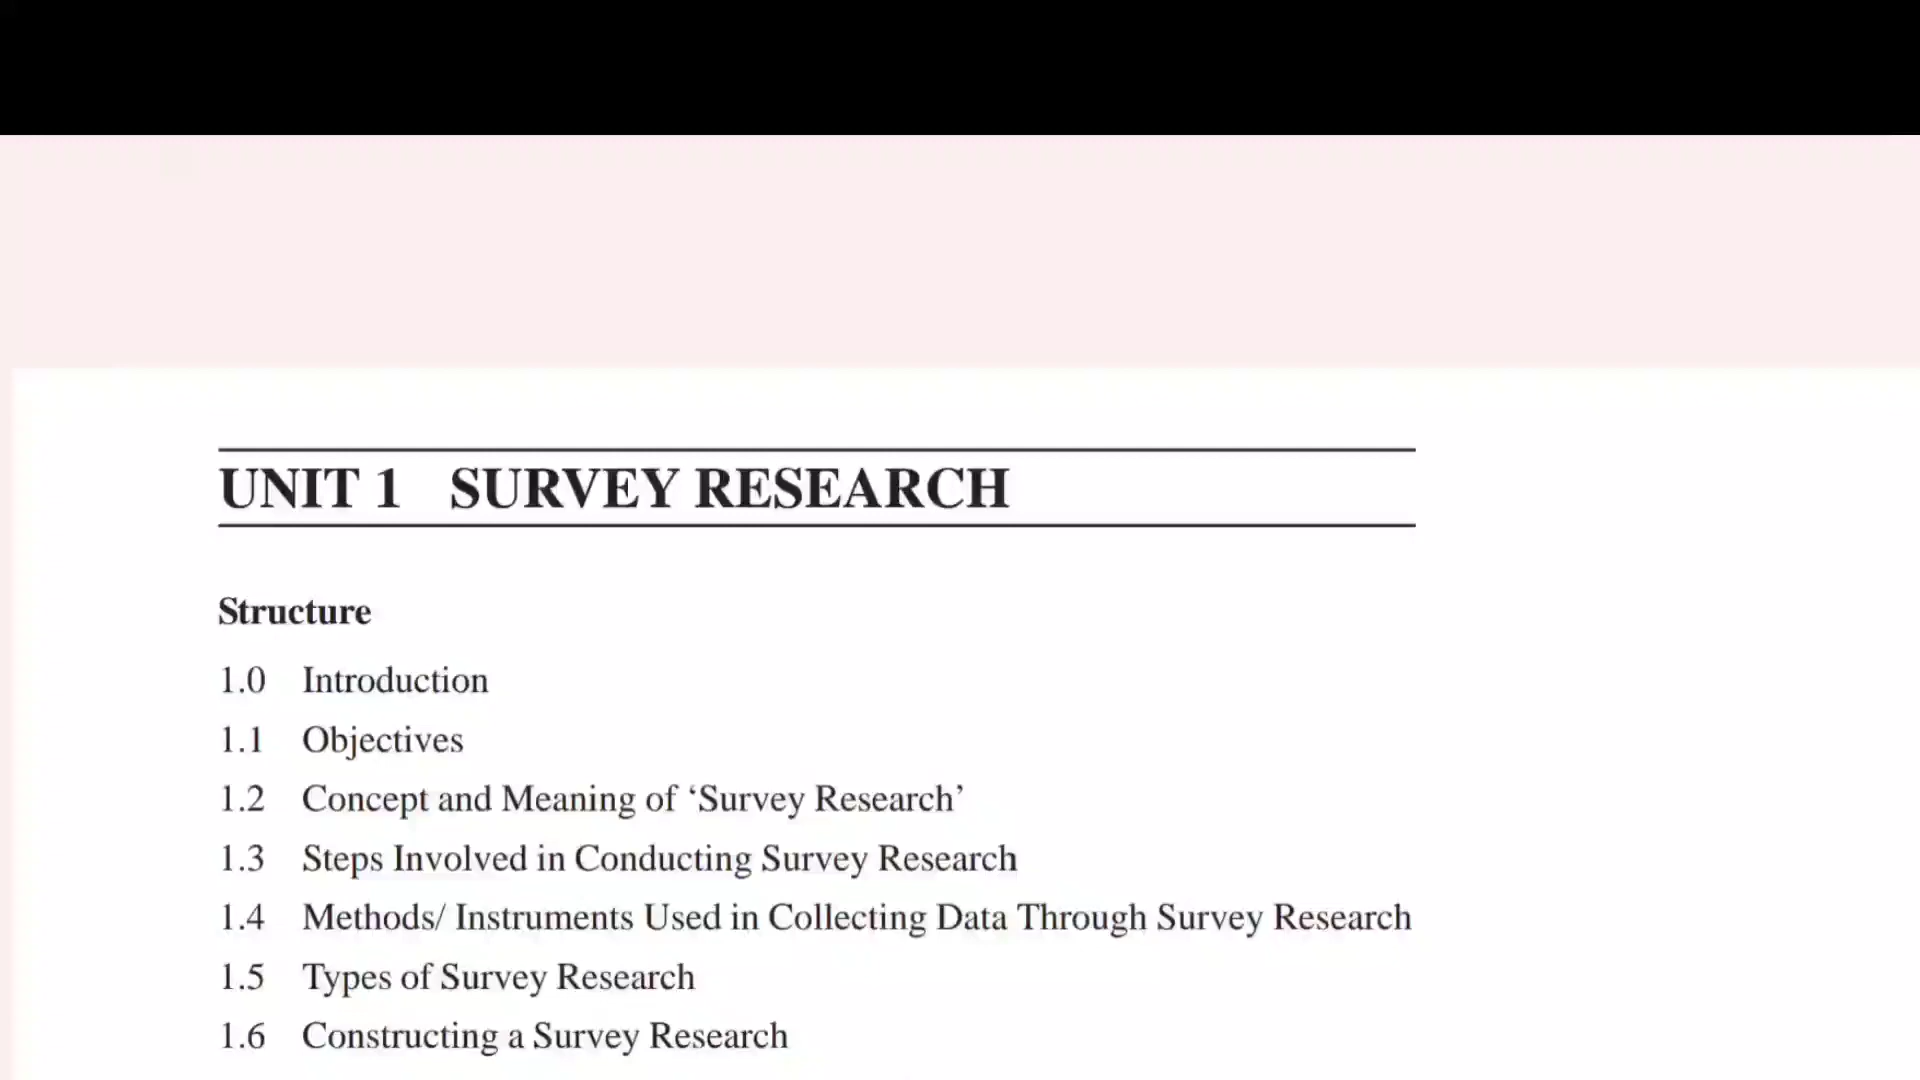 UNIT 1 SURVEY RESEARCH
Structure
1.0 Introduction
1.1 Objectives
1.2 Concept and Meaning of ‘Survey Research’
1.3 Steps Involved in Conducting Survey Research
1.4 Methods/ Instruments Used in Collecting Data Through Survey Research
1.5 Types of Survey Research
1.6 Constructing a Survey Research